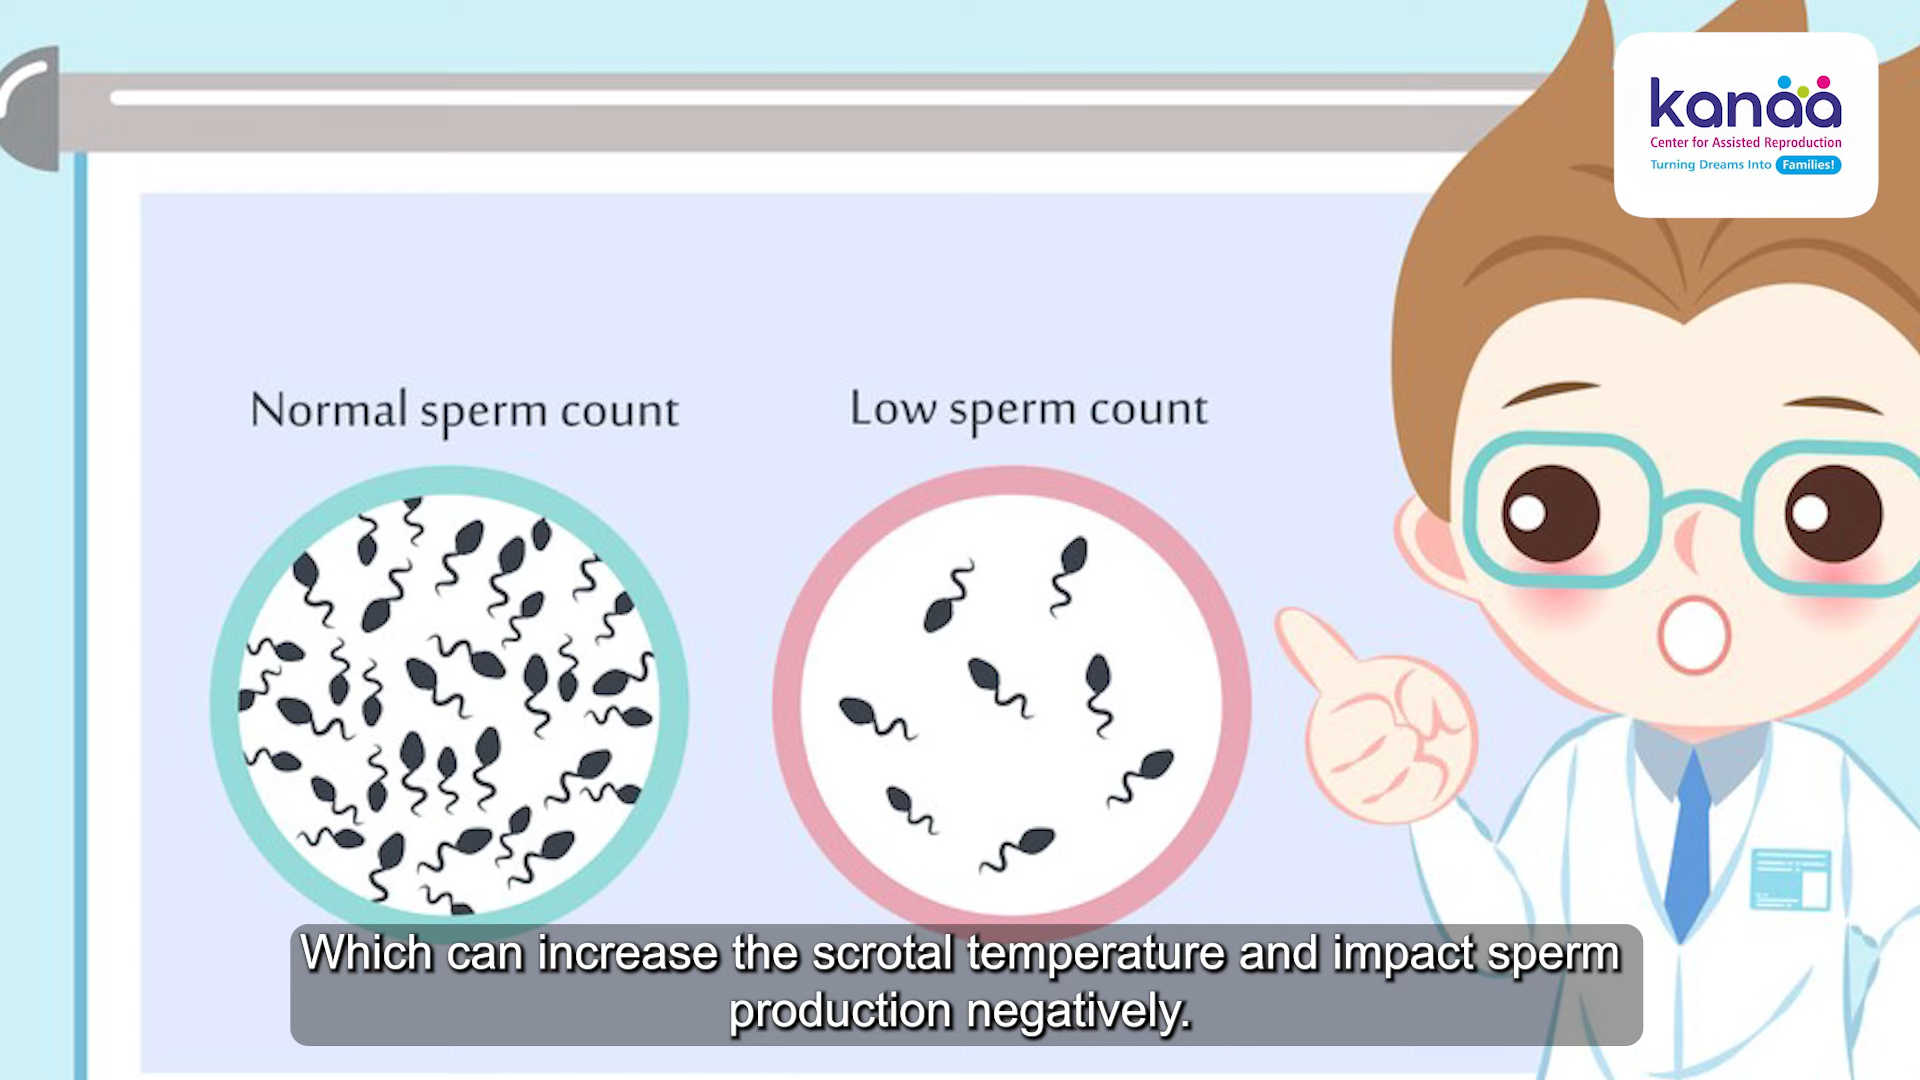 kanaa
Center for Assisted Reproduction
Turning Dreams Into Families!
Normal sperm count
Low sperm count
Which can increase the scrotal temperature and impact sperm
production negatively.